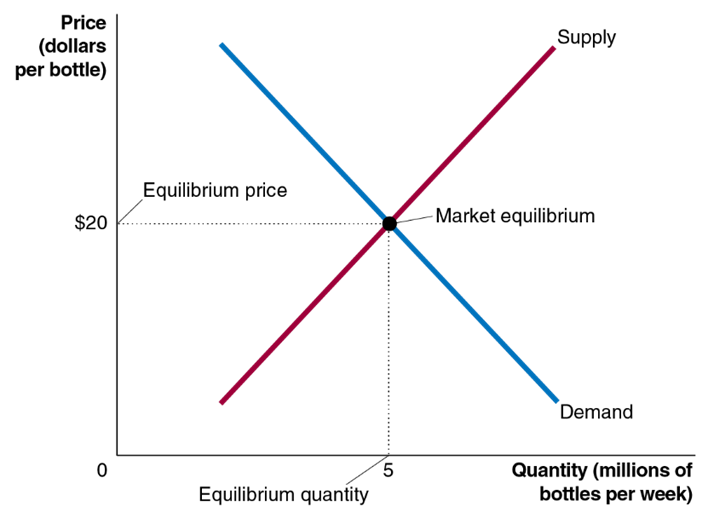 Price
(dollars
per bottle)
Supply
Equilibrium price
$20
Market equilibrium
Demand
0
5
Quantity (millions of
bottles per week)
Equilibrium quantity